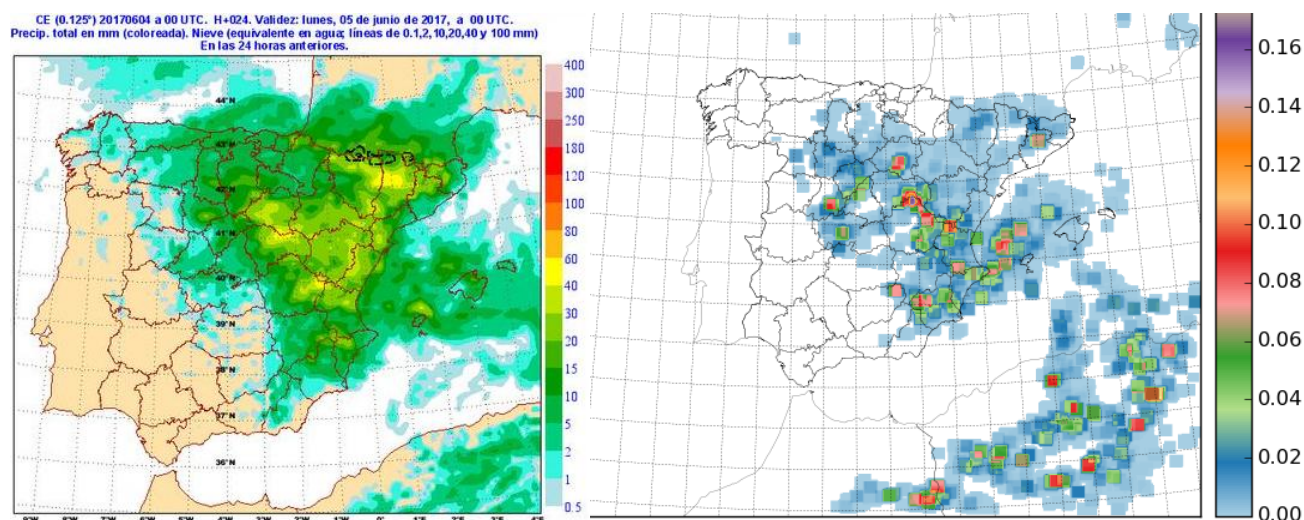 CE (0.125º) 20170604 a 00 UTC. H+024. Validez: lunes, 05 de junio de 2017, a 00 UTC.
Precip. total en mm (coloreada). Nieve (equivalente en agua; líneas de 0.1,2,10,20,40 y 100 mm)
En las 24 horas anteriores.
44°N
43°N
42°N
41°N
40°N
39°N
38°N
37°N
36°N
400
300
250
180
120
100
80
60
40
30
20
15
10
5
2
1
0.5
0.16
0.14
0.12
0.10
0.08
0.06
0.04
0.02
0.00